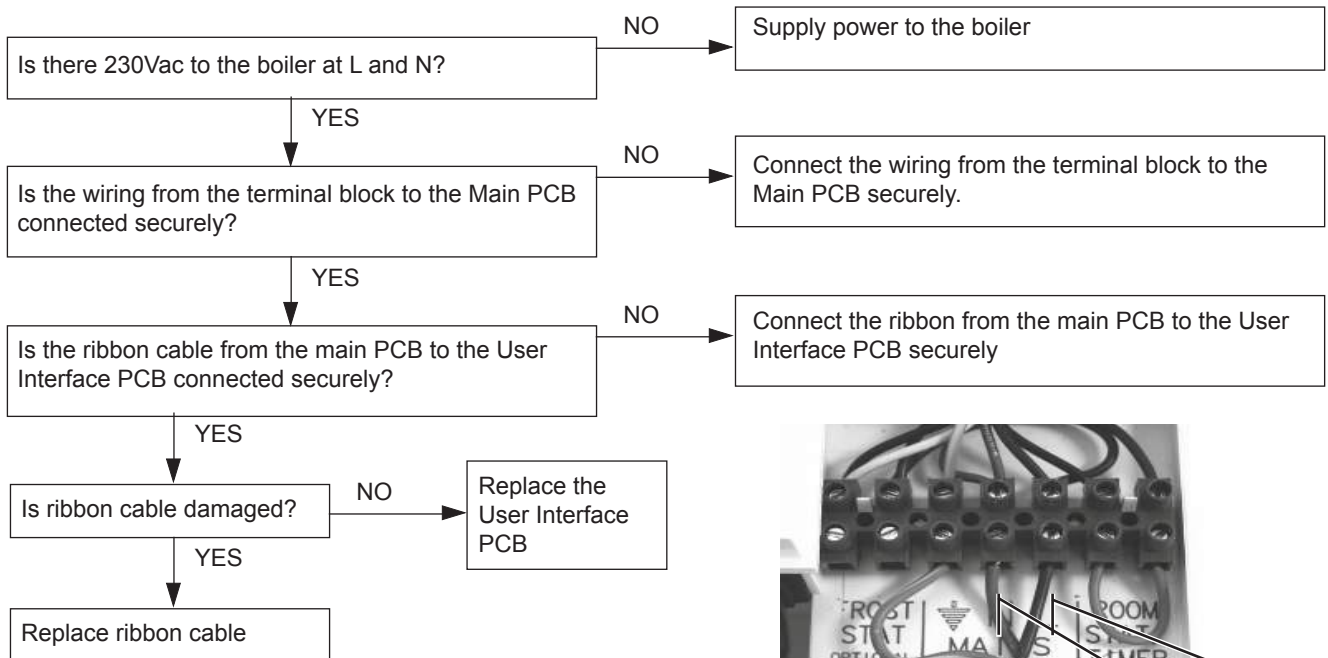 Is there 230Vac to the boiler at L and N?
NO
Supply power to the boiler
YES
Is the wiring from the terminal block to the Main PCB
connected securely?
NO
Connect the wiring from the terminal block to the
Main PCB securely.
YES
Is the ribbon cable from the main PCB to the User
Interface PCB connected securely?
NO
Connect the ribbon from the main PCB to the User
Interface PCB securely
YES
Is ribbon cable damaged?
NO
Replace the
User Interface
PCB
YES
Replace ribbon cable
STAT
ROOM